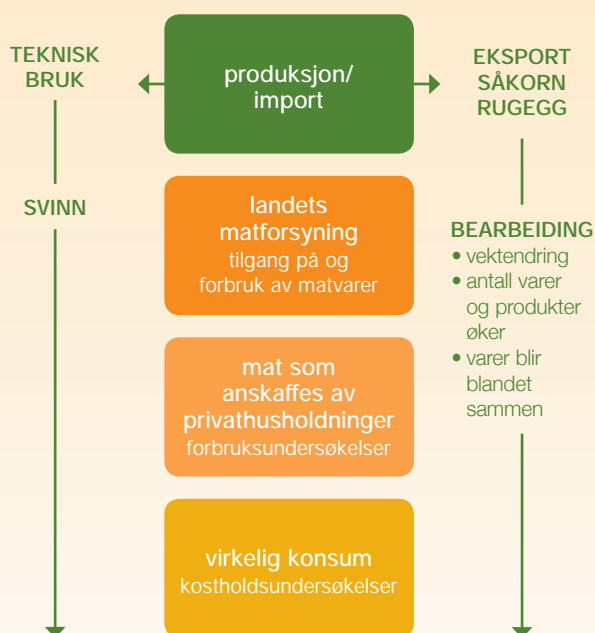 TEKNISK
BRUK
SVINN
produksjon/
import
landets
matforsyning
tilgang på og
forbruk av matvarer
mat som
anskaffes av
privathusholdninger
forbruksundersøkelser
virkelig konsum
kostholdsundersøkelser
EKSPORT
SÅKORN
RUGEGG
BEARBEIDING
• vektendring
• antall varer
og produkter
øker
• varer blir
blandet
sammen